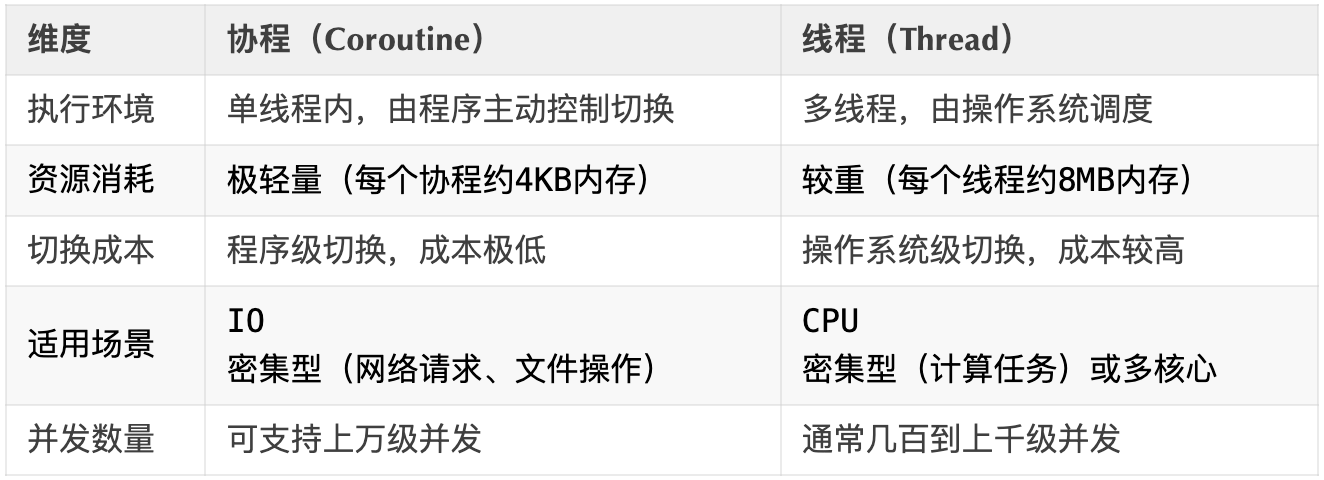 维度 协程（Coroutine） 线程（Thread）
执行环境 单线程内，由程序主动控制切换 多线程，由操作系统调度
资源消耗 极轻量（每个协程约4KB内存） 较重（每个线程约8MB内存）
切换成本 程序级切换，成本极低 操作系统级切换，成本较高
适用场景
IO
密集型（网络请求、文件操作）
CPU
密集型（计算任务）或多核心
并发数量 可支持上万级并发 通常几百到上千级并发